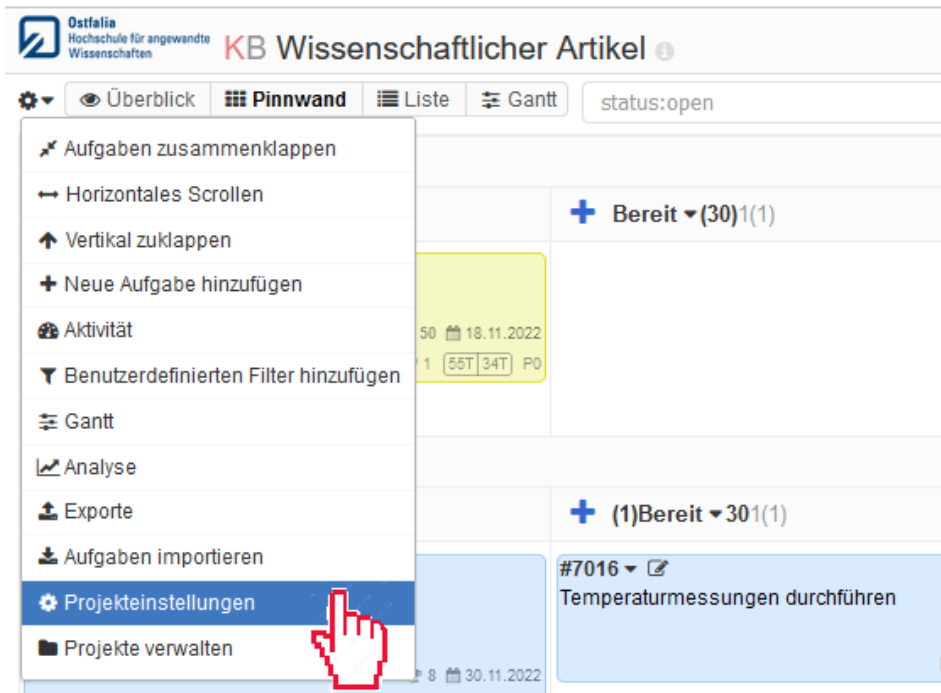 Ostfalia
Hochschule für angewandte
Wissenschaften
KB Wissenschaftlicher Artikel
Überblick Pinnwand Liste Gantt status:open
Aufgaben zusammenklappen
Horizontales Scrollen
Vertikal zuklappen
Neue Aufgabe hinzufügen
Aktivität
Benutzerdefinierten Filter hinzufügen
Gantt
Analyse
Exporte
Aufgaben importieren
Projekteinstellungen
Projekte verwalten
50 18.11.2022
1 55T 34T P0
8 30.11.2022
Bereit (30)1(1)
(1)Bereit 301(1)
#7016
Temperaturmessungen durchführen